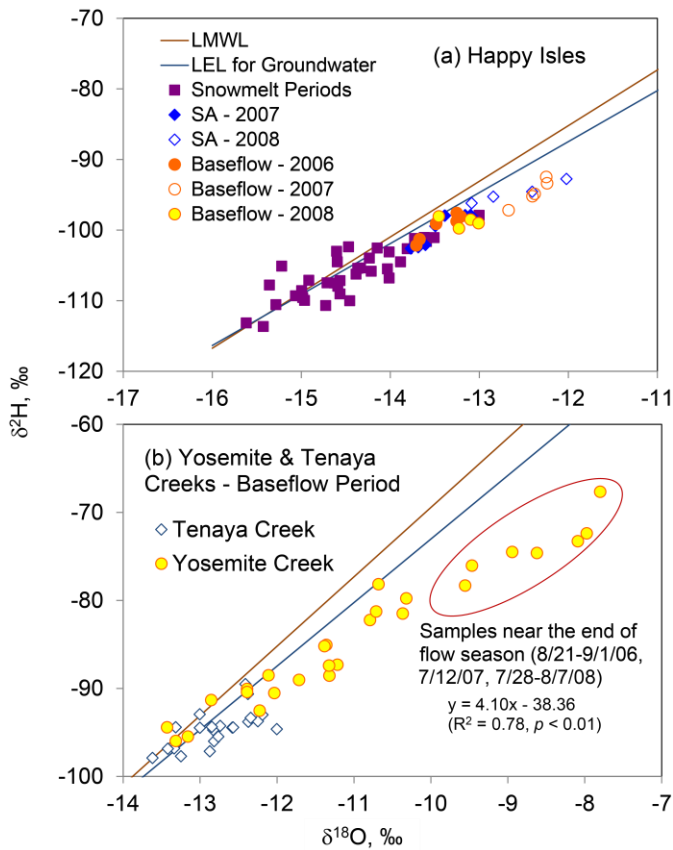 -70
-80
-90
-100
-110
-120
LMWL
LEL for Groundwater
Snowmelt Periods
SA - 2007
SA - 2008
Baseflow - 2006
Baseflow - 2007
Baseflow - 2008
(a) Happy Isles
-17 -16 -15 -14 -13 -12 -11
δ²H, ‰
-60
-70
-80
-90
-100
(b) Yosemite & Tenaya
Creeks - Baseflow Period
Tenaya Creek
Yosemite Creek
Samples near the end of
flow season (8/21-9/1/06,
7/12/07, 7/28-8/7/08)
y = 4.10x - 38.36
(R² = 0.78, p < 0.01)
-14 -13 -12 -11 -10 -9 -8 -7
δ¹⁸O, ‰